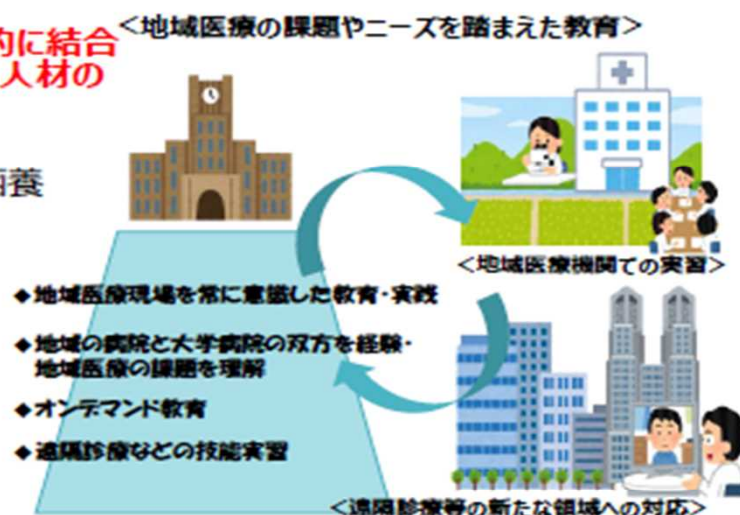 的に結合
人材の
<地域医療の課題やニーズを踏まえた教育>
養
<地域医療機関ての実習>
◆地域医療現場を常に意識した教育・実践
◆地域の病院と大学病院の双方を経験・
地域医療の課題を理解
◆オンデマンド教育
◆遠隔診療などの技能実習
<遠隔診療等の新たな領域への対応>